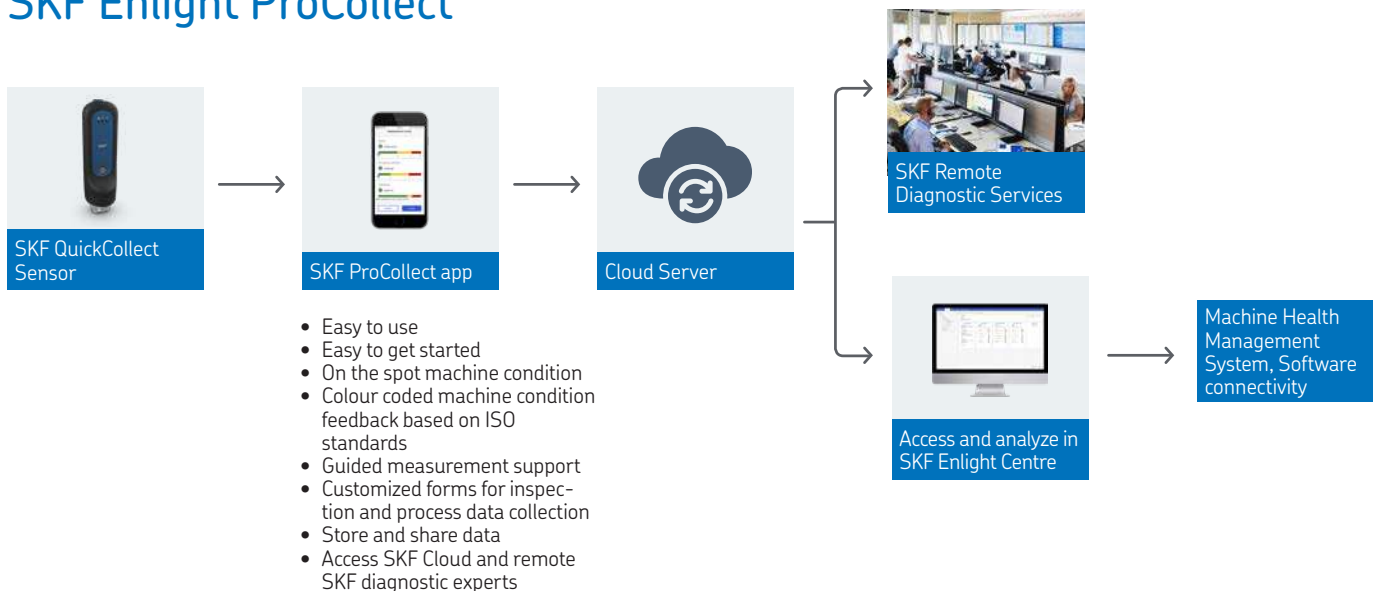 SKF Enlight ProCollect
SKF QuickCollect
Sensor
SKF ProCollect app
• Easy to use
• Easy to get started
• On the spot machine condition
• Colour coded machine condition
feedback based on ISO
standards
• Guided measurement support
• Customized forms for inspec-
tion and process data collection
• Store and share data
• Access SKF Cloud and remote
SKF diagnostic experts
Cloud Server
SKF Remote
Diagnostic Services
Access and analyze in
SKF Enlight Centre
Machine Health
Management
System, Software
connectivity